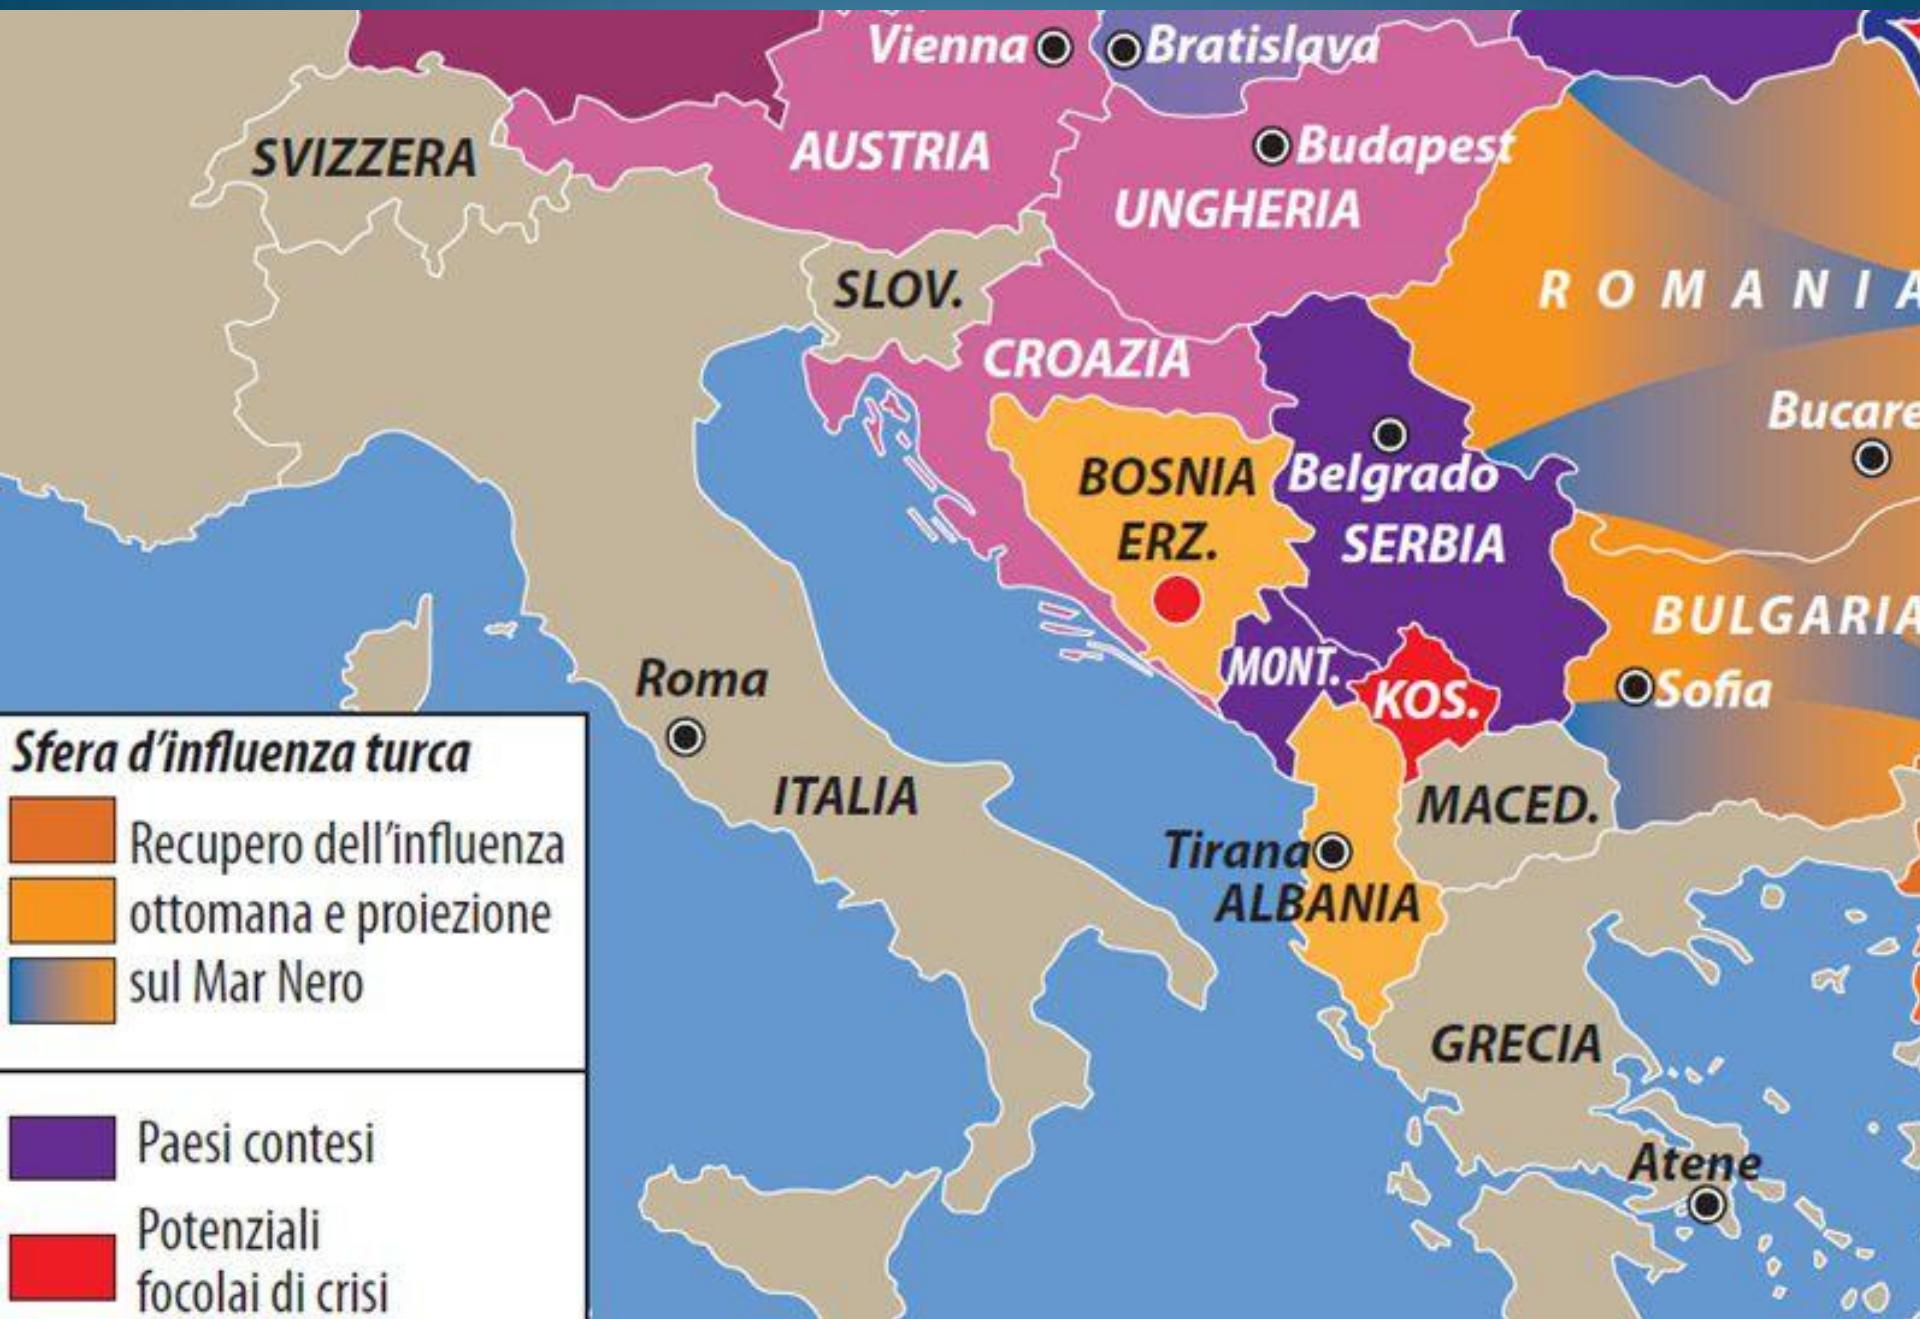 Vienna
Bratislava
SVIZZERA
AUSTRIA
Budapest
UNGHERIA
SLOV.
ROMANIA
CROAZIA
Bucare
BOSNIA
ERZ.
Belgrado
SERBIA
BULGARIA
MONT.
KOS.
Sofia
Roma
ITALIA
MACED.
Tirana
ALBANIA
GRECIA
Atene
Sfera d'influenza turca
Recupero dell'influenza
ottomana e proiezione
sul Mar Nero
Paesi contesi
Potenziali
focolai di crisi